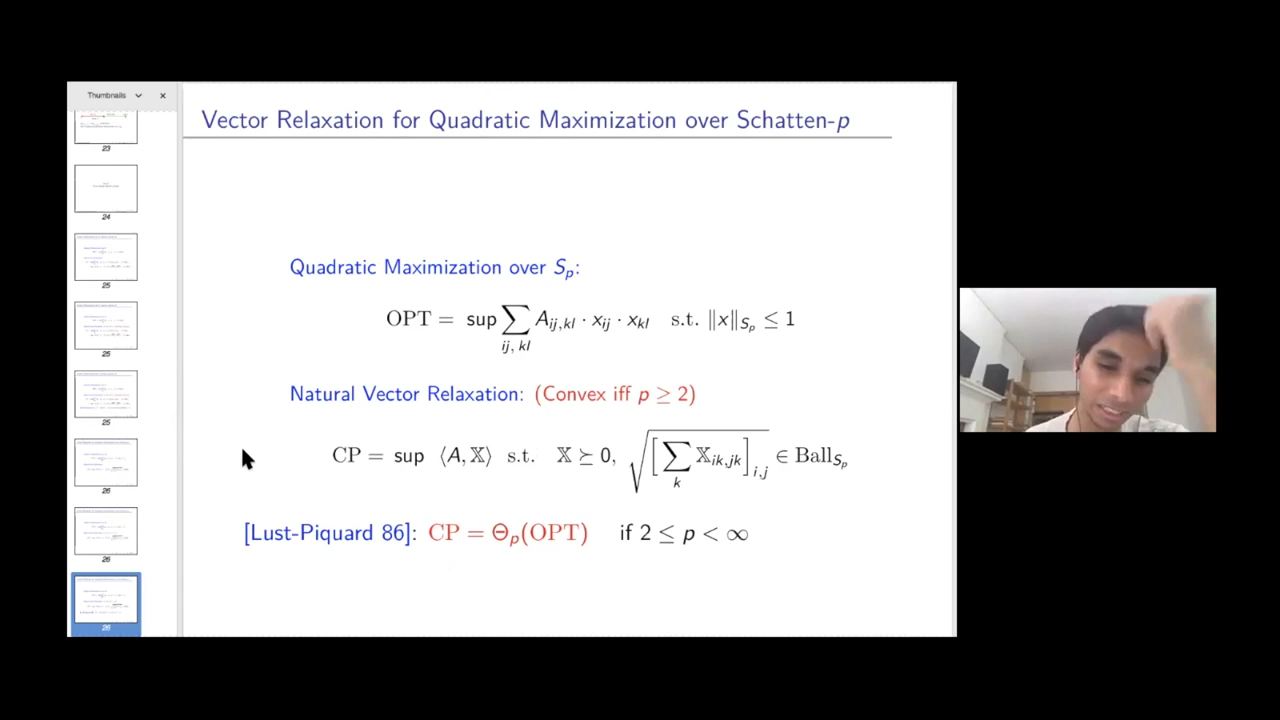 Thumbnails
23
24
25
25
25
26
26
26
Vector Relaxation for Quadratic Maximization over Schatten-p
Quadratic Maximization over S_p:
OPT = sup ∑_{ij, kl} A_{ij,kl} · x_{ij} · x_{kl} s.t. ‖x‖_{S_p} ≤ 1
Natural Vector Relaxation: (Convex iff p ≥ 2)
CP = sup ⟨A, 𝕏⟩ s.t. 𝕏 ⪰ 0, √[∑_k 𝕏_{ik,jk}]_{i,j} ∈ Ball_{S_p}
[Lust-Piquard 86]: CP = Θ_p(OPT) if 2 ≤ p < ∞